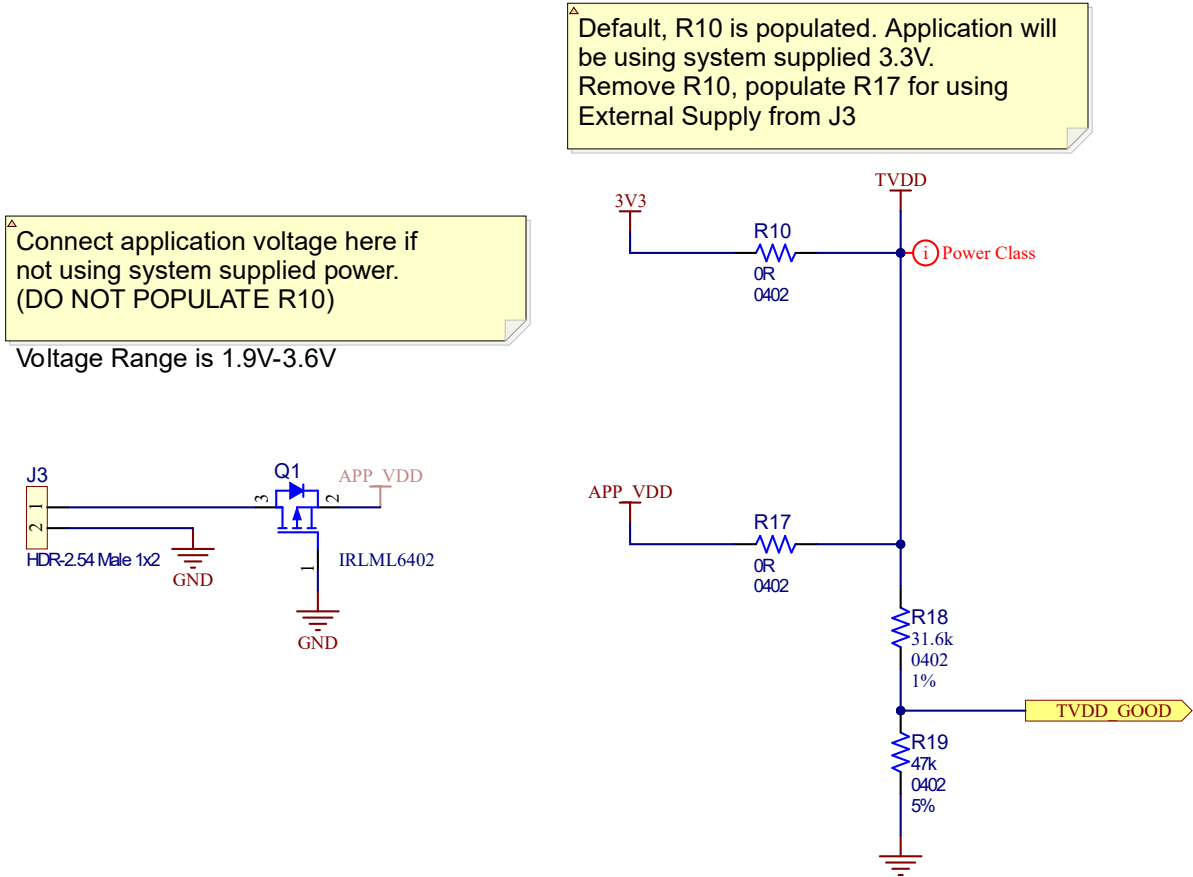 Default, R10 is populated. Application will
be using system supplied 3.3V.
Remove R10, populate R17 for using
External Supply from J3
TVDD
3V3
R10
0R
0402
i
Power Class
Connect application voltage here if
not using system supplied power.
(DO NOT POPULATE R10)
Voltage Range is 1.9V-3.6V
J3
1
2
HDR-2.54 Male 1x2
GND
Q1
3
2
1
APP_VDD
IRLML6402
GND
APP_VDD
R17
0R
0402
R18
31.6k
0402
1%
TVDD_GOOD
R19
47k
0402
5%